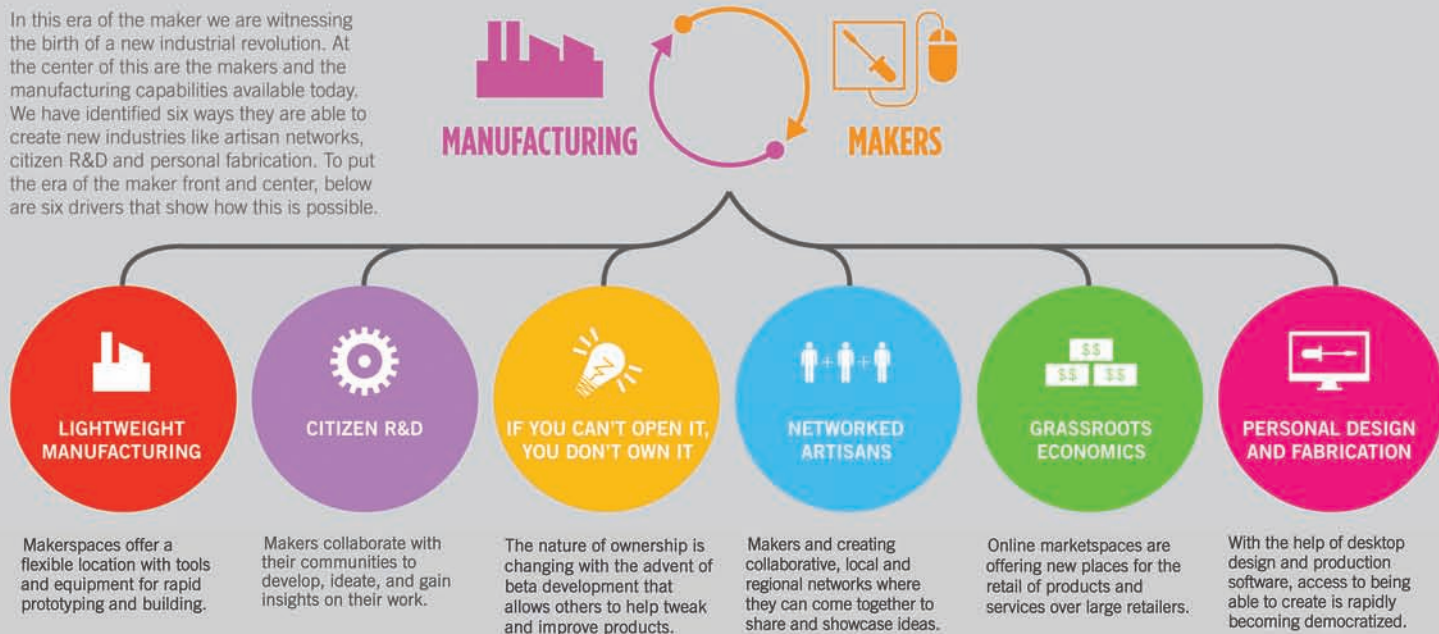 In this era of the maker we are witnessing
the birth of a new industrial revolution. At
the center of this are the makers and the
manufacturing capabilities available today.
We have identified six ways they are able to
create new industries like artisan networks,
citizen R&D and personal fabrication. To put
the era of the maker front and center, below
are six drivers that show how this is possible.
MANUFACTURING
MAKERS
LIGHTWEIGHT
MANUFACTURING
Makerspaces offer a
flexible location with tools
and equipment for rapid
prototyping and building.
CITIZEN R&D
Makers collaborate with
their communities to
develop, ideate, and gain
insights on their work.
IF YOU CAN'T OPEN IT,
YOU DON'T OWN IT
The nature of ownership is
changing with the advent of
beta development that
allows others to help tweak
and improve products.
+ +
NETWORKED
ARTISANS
Makers and creating
collaborative, local and
regional networks where
they can come together to
share and showcase ideas.
$$
$$ $$
GRASSROOTS
ECONOMICS
Online marketspaces are
offering new places for the
retail of products and
services over large retailers.
PERSONAL DESIGN
AND FABRICATION
With the help of desktop
design and production
software, access to being
able to create is rapidly
becoming democratized.